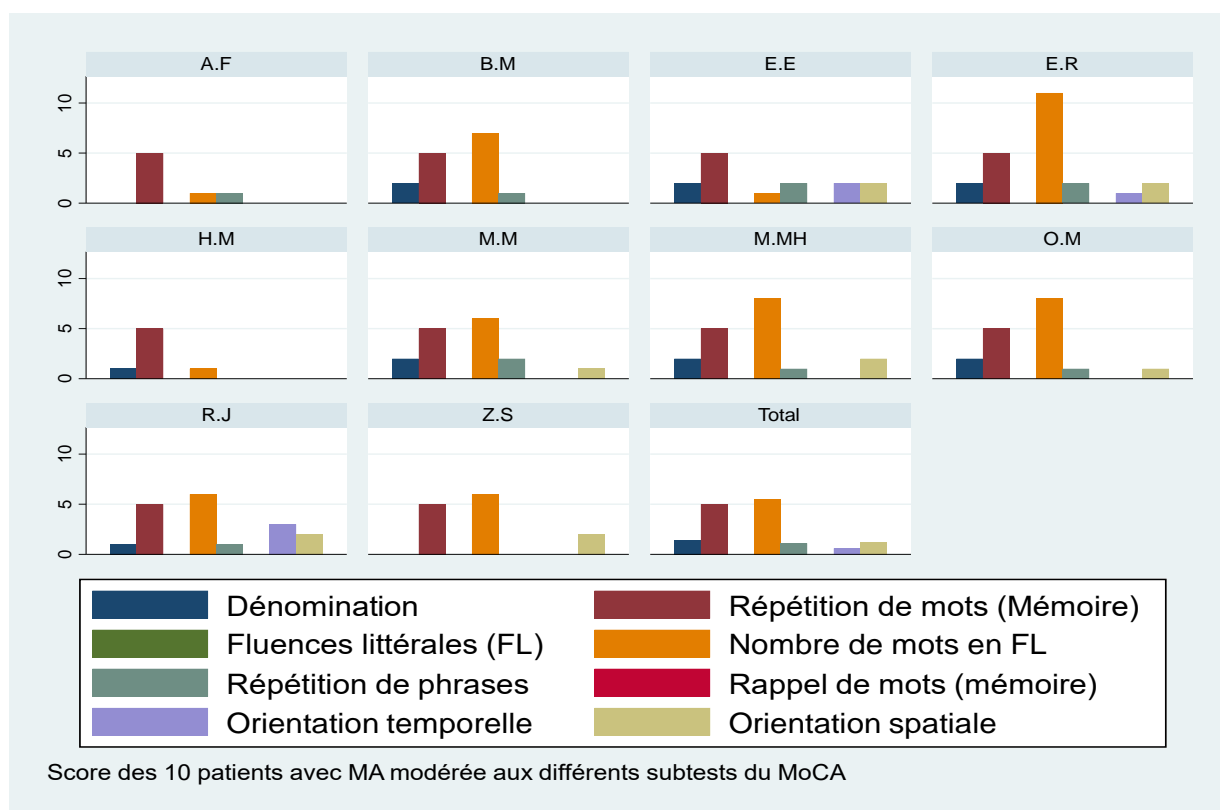 A.F B.M E.E E.R
0 5 10
H.M M.M M.MH O.M
0 5 10
R.J Z.S Total
0 5 10
Dénomination Répétition de mots (Mémoire)
Fluences littérales (FL) Nombre de mots en FL
Répétition de phrases Rappel de mots (mémoire)
Orientation temporelle Orientation spatiale
Score des 10 patients avec MA modérée aux différents subtests du MoCA